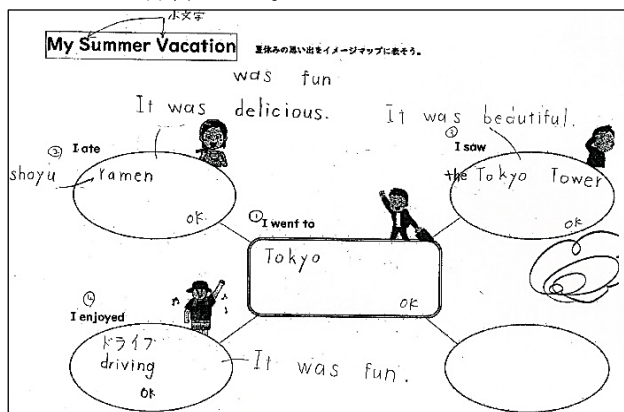 小文字
My Summer Vacation
夏休みの思い出をイメージマップに表そう。
was fun
It was delicious.
It was beautiful.
② I ate
shoyu ramen
OK
③ I saw
the Tokyo Tower
OK
① I went to
Tokyo
OK
④ I enjoyed
ドライブ
driving
OK
It was fun.